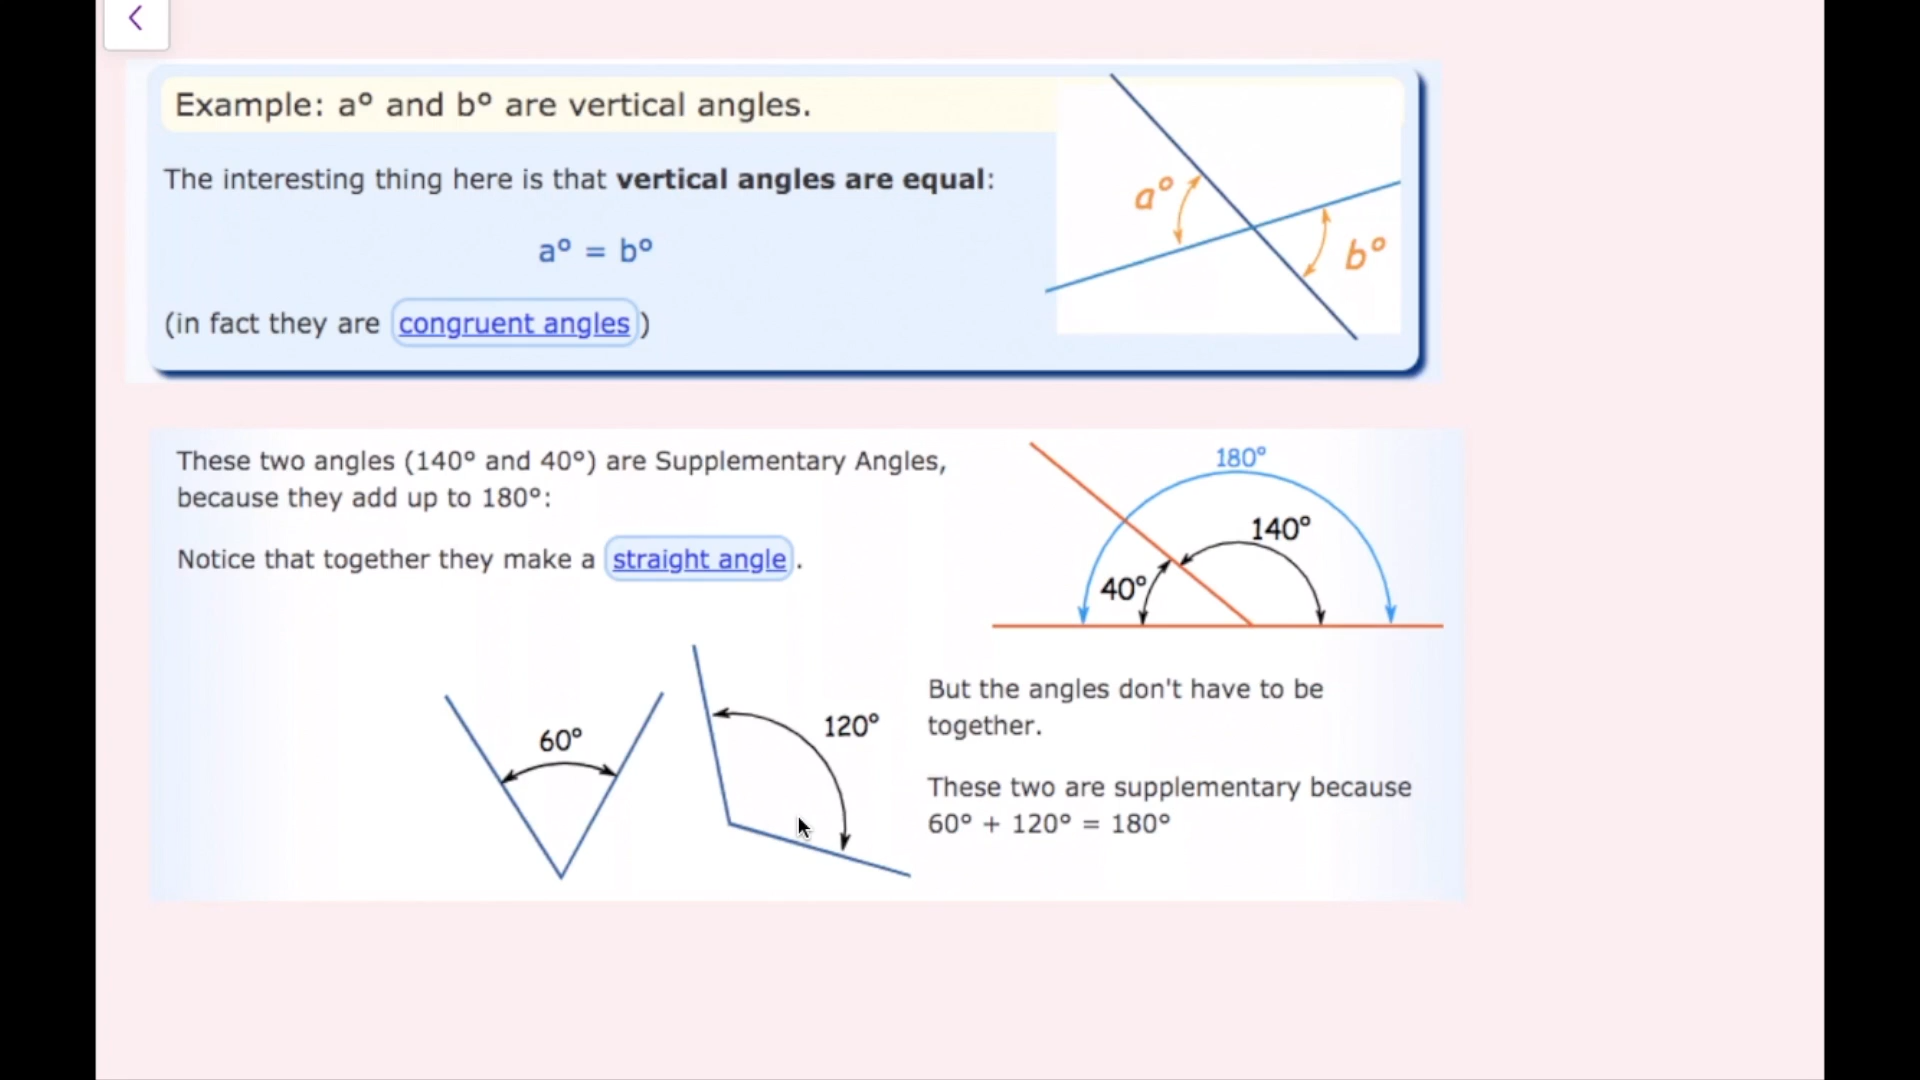 Example: a° and b° are vertical angles.
The interesting thing here is that vertical angles are equal:
a° = b°
(in fact they are congruent angles)
a°
b°
These two angles (140° and 40°) are Supplementary Angles,
because they add up to 180°:
Notice that together they make a straight angle.
180°
140°
40°
60°
120°
But the angles don't have to be
together.
These two are supplementary because
60° + 120° = 180°